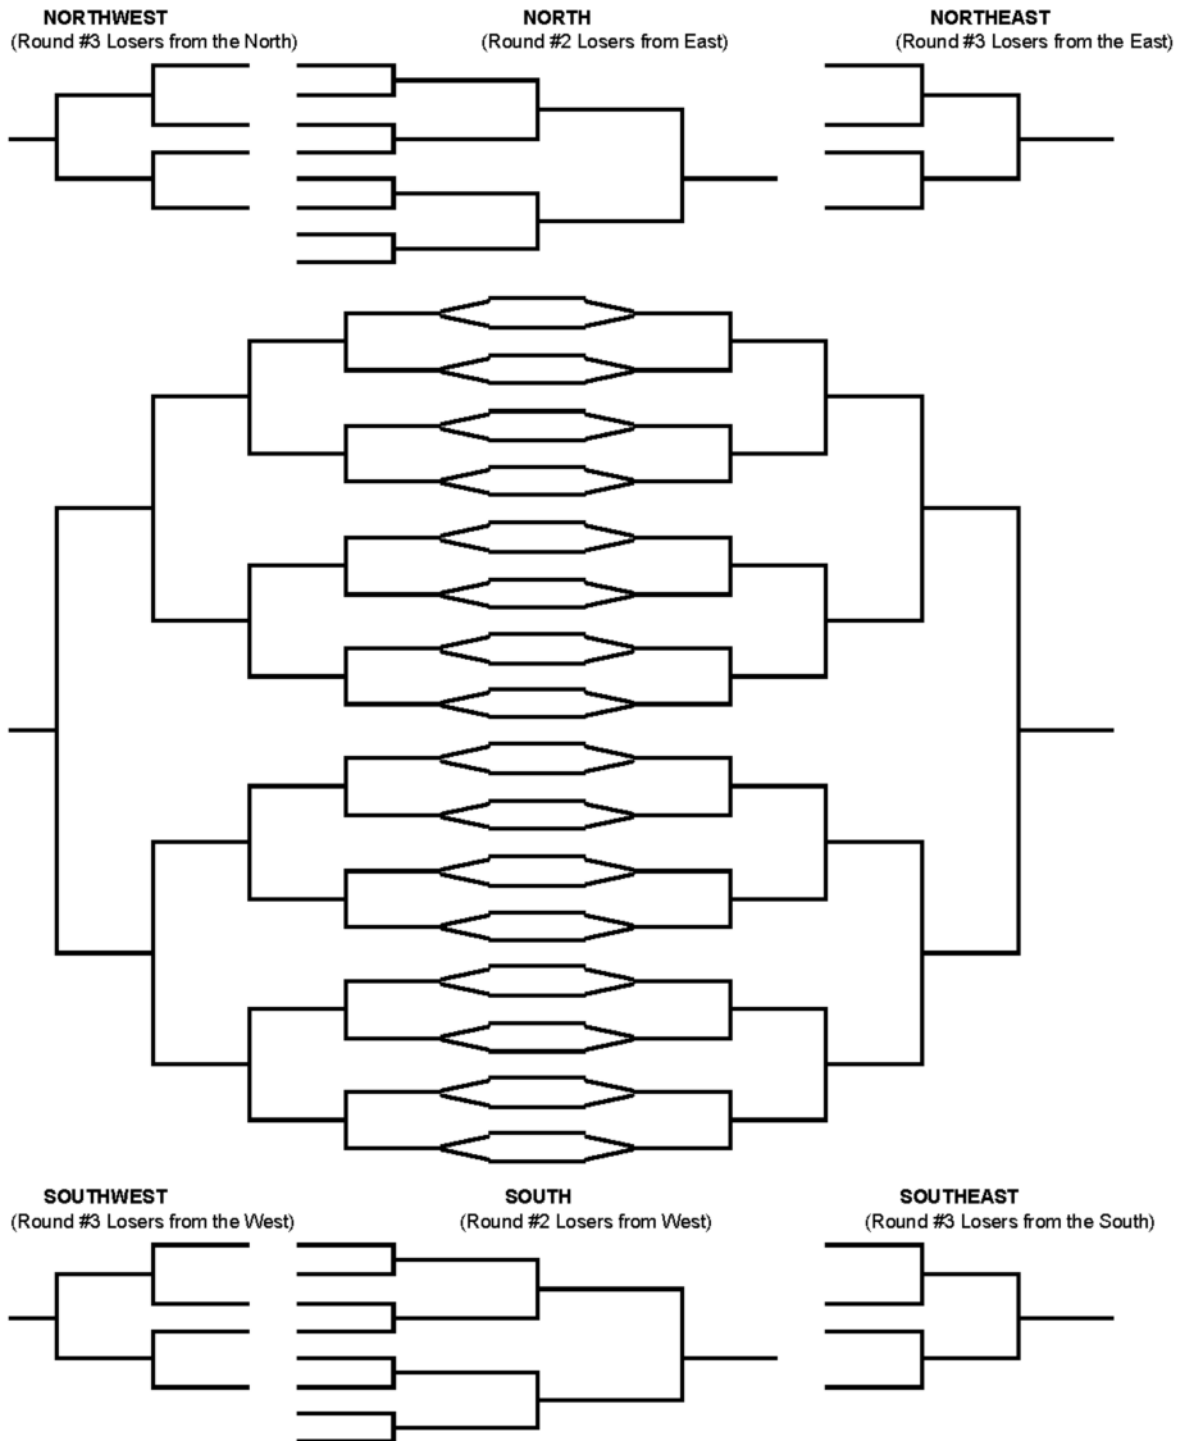 NORTHWEST
(Round #3 Losers from the North)
NORTH
(Round #2 Losers from East)
NORTHEAST
(Round #3 Losers from the East)
SOUTHWEST
(Round #3 Losers from the West)
SOUTH
(Round #2 Losers from West)
SOUTHEAST
(Round #3 Losers from the South)